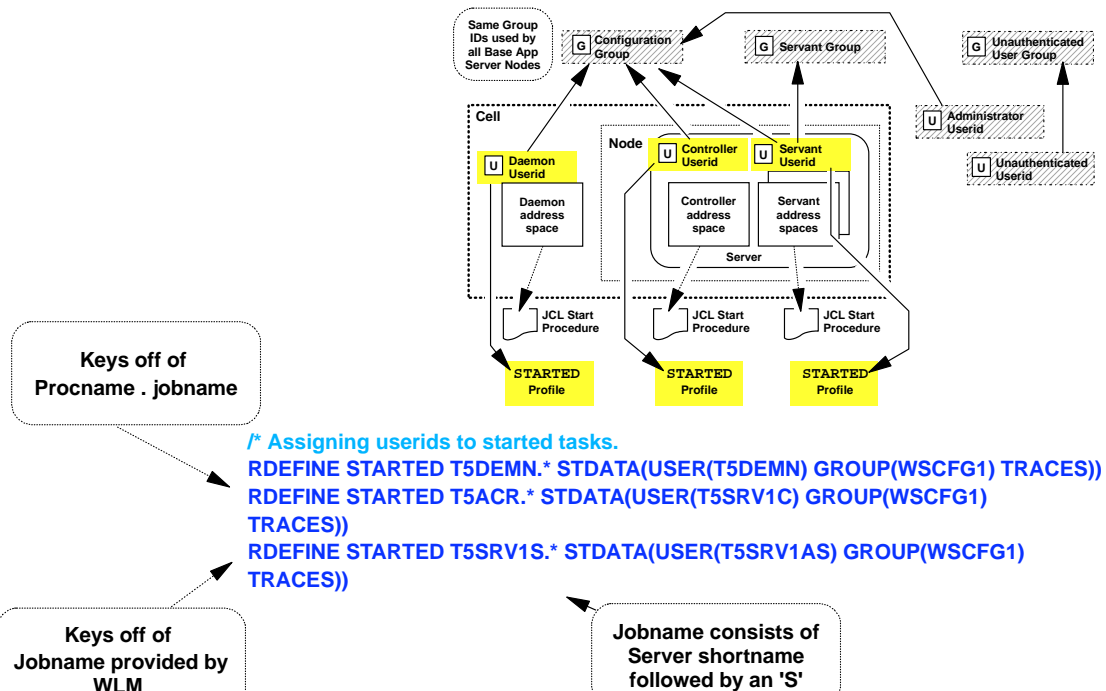 Same Group
IDs used by
all Base App
Server Nodes
G Configuration
Group
G Servant Group
G Unauthenticated
User Group
U Administrator
Userid
U Unauthenticated
Userid
Cell
Node
U Daemon
Userid
U Controller
Userid
U Servant
Userid
Daemon
address
space
Controller
address
space
Servant
address
spaces
Server
JCL Start
Procedure
JCL Start
Procedure
JCL Start
Procedure
STARTED
Profile
STARTED
Profile
STARTED
Profile
Keys off of
Procname . jobname
/* Assigning userids to started tasks.
RDEFINE STARTED T5DEMN.* STDATA(USER(T5DEMN) GROUP(WSCFG1) TRACES))
RDEFINE STARTED T5ACR.* STDATA(USER(T5SRV1C) GROUP(WSCFG1)
TRACES))
RDEFINE STARTED T5SRV1S.* STDATA(USER(T5SRV1AS) GROUP(WSCFG1)
TRACES))
Keys off of
Jobname provided by
WLM
Jobname consists of
Server shortname
followed by an 'S'